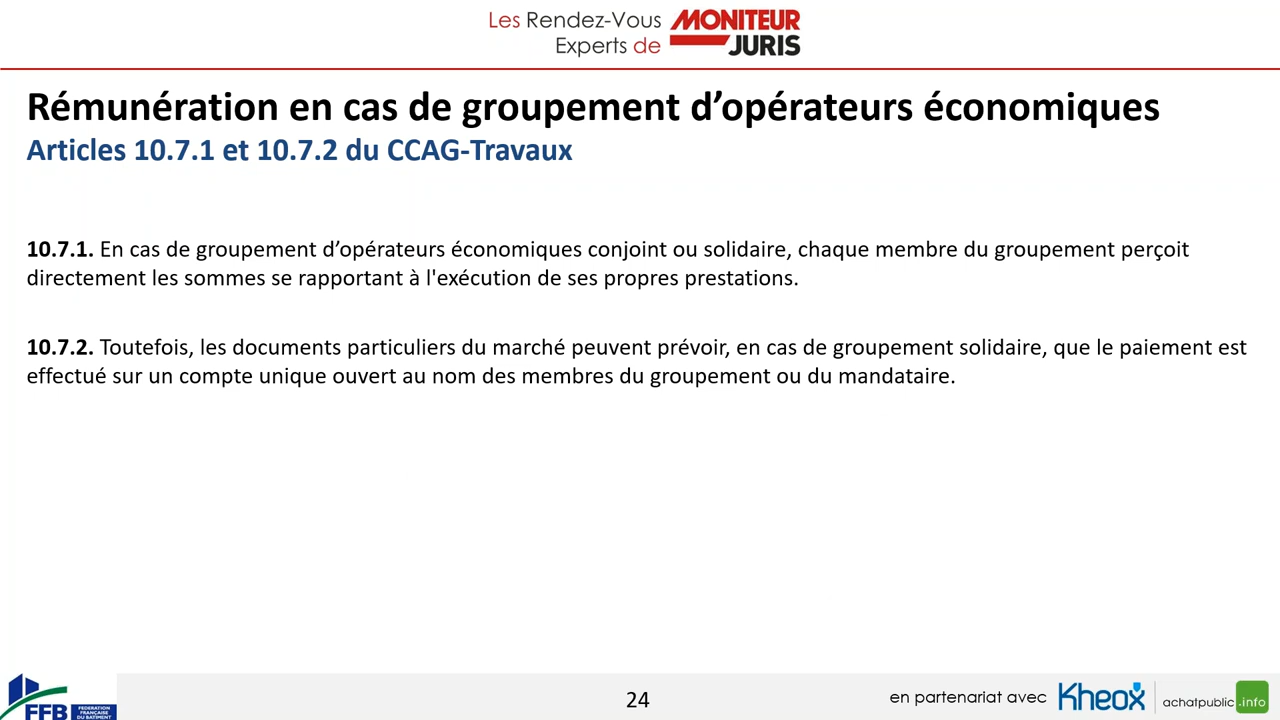 Les Rendez-Vous
Experts de
MONITEUR
JURIS
Rémunération en cas de groupement d’opérateurs économiques
Articles 10.7.1 et 10.7.2 du CCAG-Travaux
10.7.1. En cas de groupement d’opérateurs économiques conjoint ou solidaire, chaque membre du groupement perçoit
directement les sommes se rapportant à l'exécution de ses propres prestations.
10.7.2. Toutefois, les documents particuliers du marché peuvent prévoir, en cas de groupement solidaire, que le paiement est
effectué sur un compte unique ouvert au nom des membres du groupement ou du mandataire.
FFB
FEDERATION
FRANÇAISE
DU BÂTIMENT
24
en partenariat avec
Kheox
achatpublic.info